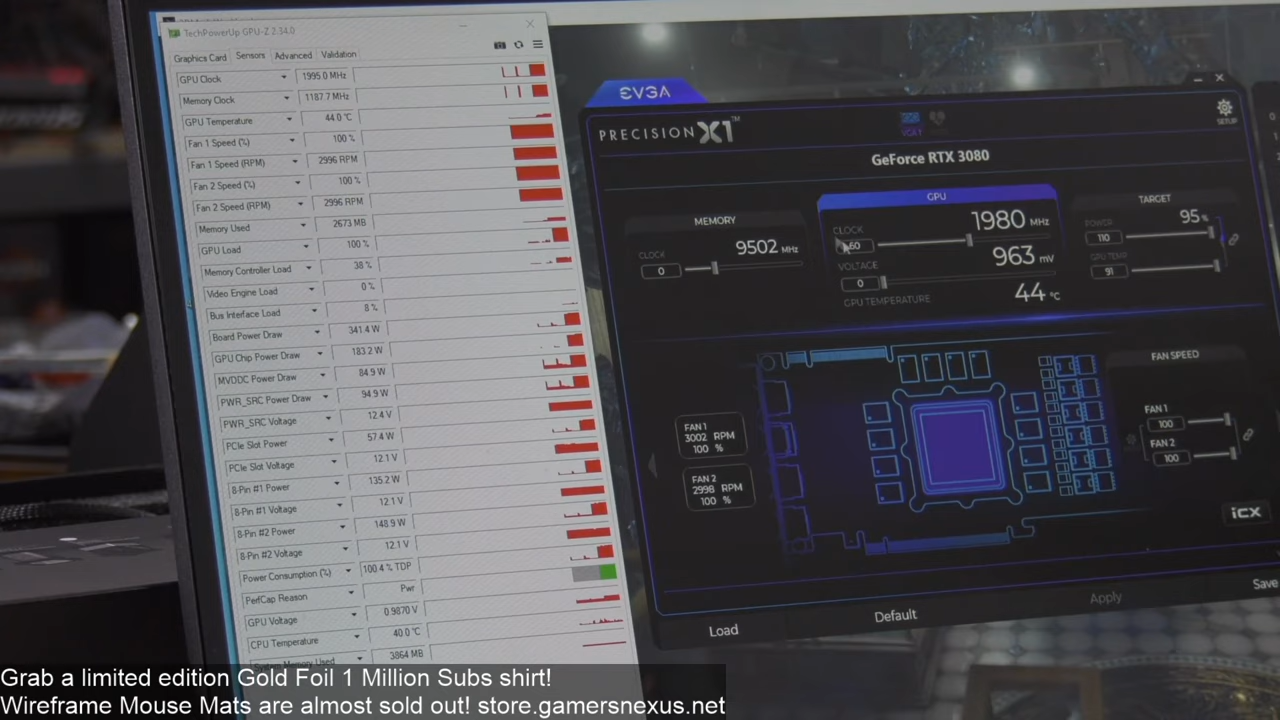 TechPowerUp GPU-Z 2.34.0
Graphics Card Sensors Advanced Validation
GPU Clock 1995.0 MHz
Memory Clock 1187.7 MHz
GPU Temperature 44.0 °C
Fan 1 Speed (%) 100 %
Fan 1 Speed (RPM) 2996 RPM
Fan 2 Speed (%) 100 %
Fan 2 Speed (RPM) 2996 RPM
Memory Used 2673 MB
GPU Load 100 %
Memory Controller Load 38 %
Video Engine Load 0 %
Bus Interface Load 8 %
Board Power Draw 341.4 W
GPU Chip Power Draw 183.2 W
MVDDC Power Draw 84.9 W
PWR_SRC Power Draw 94.9 W
PWR_SRC Voltage 12.4 V
PCIe Slot Power 57.4 W
PCIe Slot Voltage 12.1 V
8-Pin #1 Power 135.2 W
8-Pin #1 Voltage 12.1 V
8-Pin #2 Power 148.9 W
8-Pin #2 Voltage 12.1 V
Power Consumption (%) 100.4 % TDP
PerfCap Reason Pwr
GPU Voltage 0.9870 V
CPU Temperature 40.0 °C
System Memory Used 3864 MB
EVGA
PRECISION X1™
VGA 1
SETUP
GeForce RTX 3080
MEMORY
CLOCK
0
9502 MHz
GPU
CLOCK
1980 MHz
VOLTAGE
0
963 mV
GPU TEMPERATURE
44 °C
TARGET
POWER
95 %
110
GPU TEMP
91
FAN 1
3002 RPM
100 %
FAN 2
2998 RPM
100 %
FAN SPEED
FAN 1
100
FAN 2
100
iCX
Load
Default
Apply
Save
Grab a limited edition Gold Foil 1 Million Subs shirt!
Wireframe Mouse Mats are almost sold out! store.gamersnexus.net